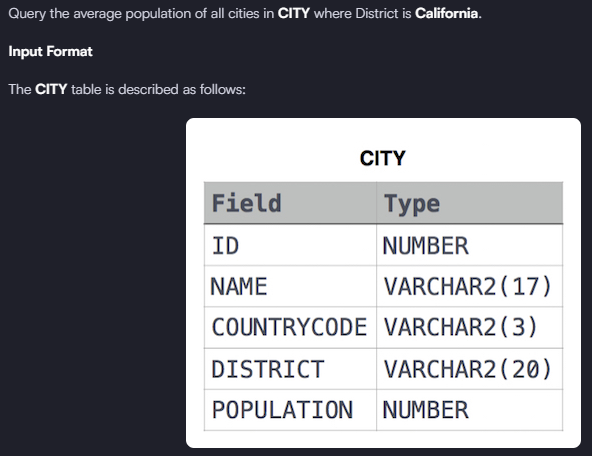 Query the average population of all cities in CITY where District is California.
Input Format
The CITY table is described as follows:
CITY
Field Type
ID NUMBER
NAME VARCHAR2(17)
COUNTRYCODE VARCHAR2(3)
DISTRICT VARCHAR2(20)
POPULATION NUMBER